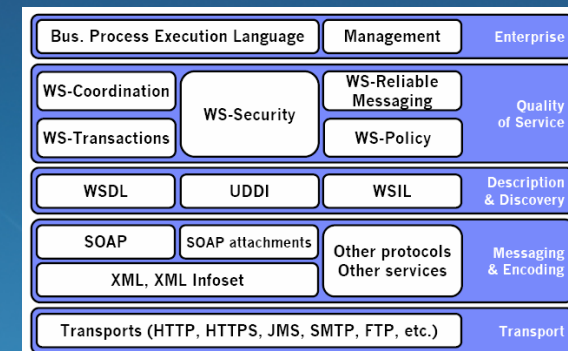 Bus. Process Execution Language
Management
Enterprise
WS-Coordination
WS-Transactions
WS-Security
WS-Reliable
Messaging
WS-Policy
Quality
of Service
WSDL
UDDI
WSIL
Description
& Discovery
SOAP
SOAP attachments
XML, XML Infoset
Other protocols
Other services
Messaging
& Encoding
Transports (HTTP, HTTPS, JMS, SMTP, FTP, etc.)
Transport